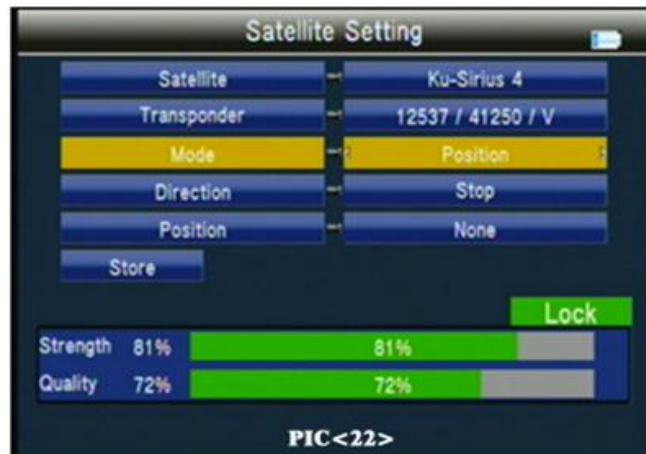 Satellite Setting
Satellite Ku-Sirius 4
Transponder 12537 / 41250 / V
Mode Position
Direction Stop
Position None
Store
Lock
Strength 81% 81%
Quality 72% 72%
PIC<22>